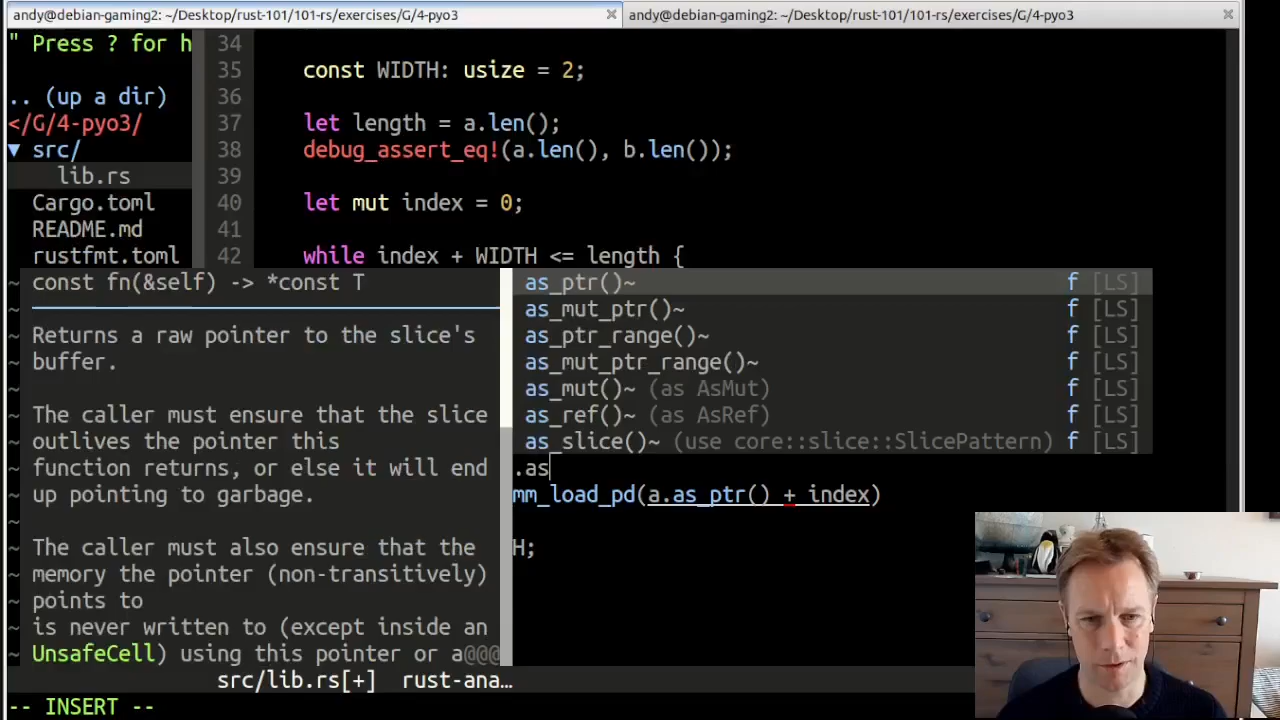 andy@debian-gaming2: ~/Desktop/rust-101/101-rs/exercises/G/4-pyo3
andy@debian-gaming2: ~/Desktop/rust-101/101-rs/exercises/G/4-pyo3
" Press ? for h
.. (up a dir)
</G/4-pyo3/
▼ src/
lib.rs
Cargo.toml
README.md
rustfmt.toml
34
35 const WIDTH: usize = 2;
36
37 let length = a.len();
38 debug_assert_eq!(a.len(), b.len());
39
40 let mut index = 0;
41
42 while index + WIDTH <= length {
~ const fn(&self) -> *const T
~
~ Returns a raw pointer to the slice's
~ buffer.
~
~ The caller must ensure that the slice
~ outlives the pointer this
~ function returns, or else it will end
~ up pointing to garbage.
~
~ The caller must also ensure that the
~ memory the pointer (non-transitively)
~ points to
~ is never written to (except inside an
~ UnsafeCell) using this pointer or a@@@
as_ptr()~ f [LS]
as_mut_ptr()~ f [LS]
as_ptr_range()~ f [LS]
as_mut_ptr_range()~ f [LS]
as_mut()~ (as AsMut) f [LS]
as_ref()~ (as AsRef) f [LS]
as_slice()~ (use core::slice::SlicePattern) f [LS]
.as
mm_load_pd(a.as_ptr() + index)
H;
src/lib.rs[+] rust-ana…
-- INSERT --